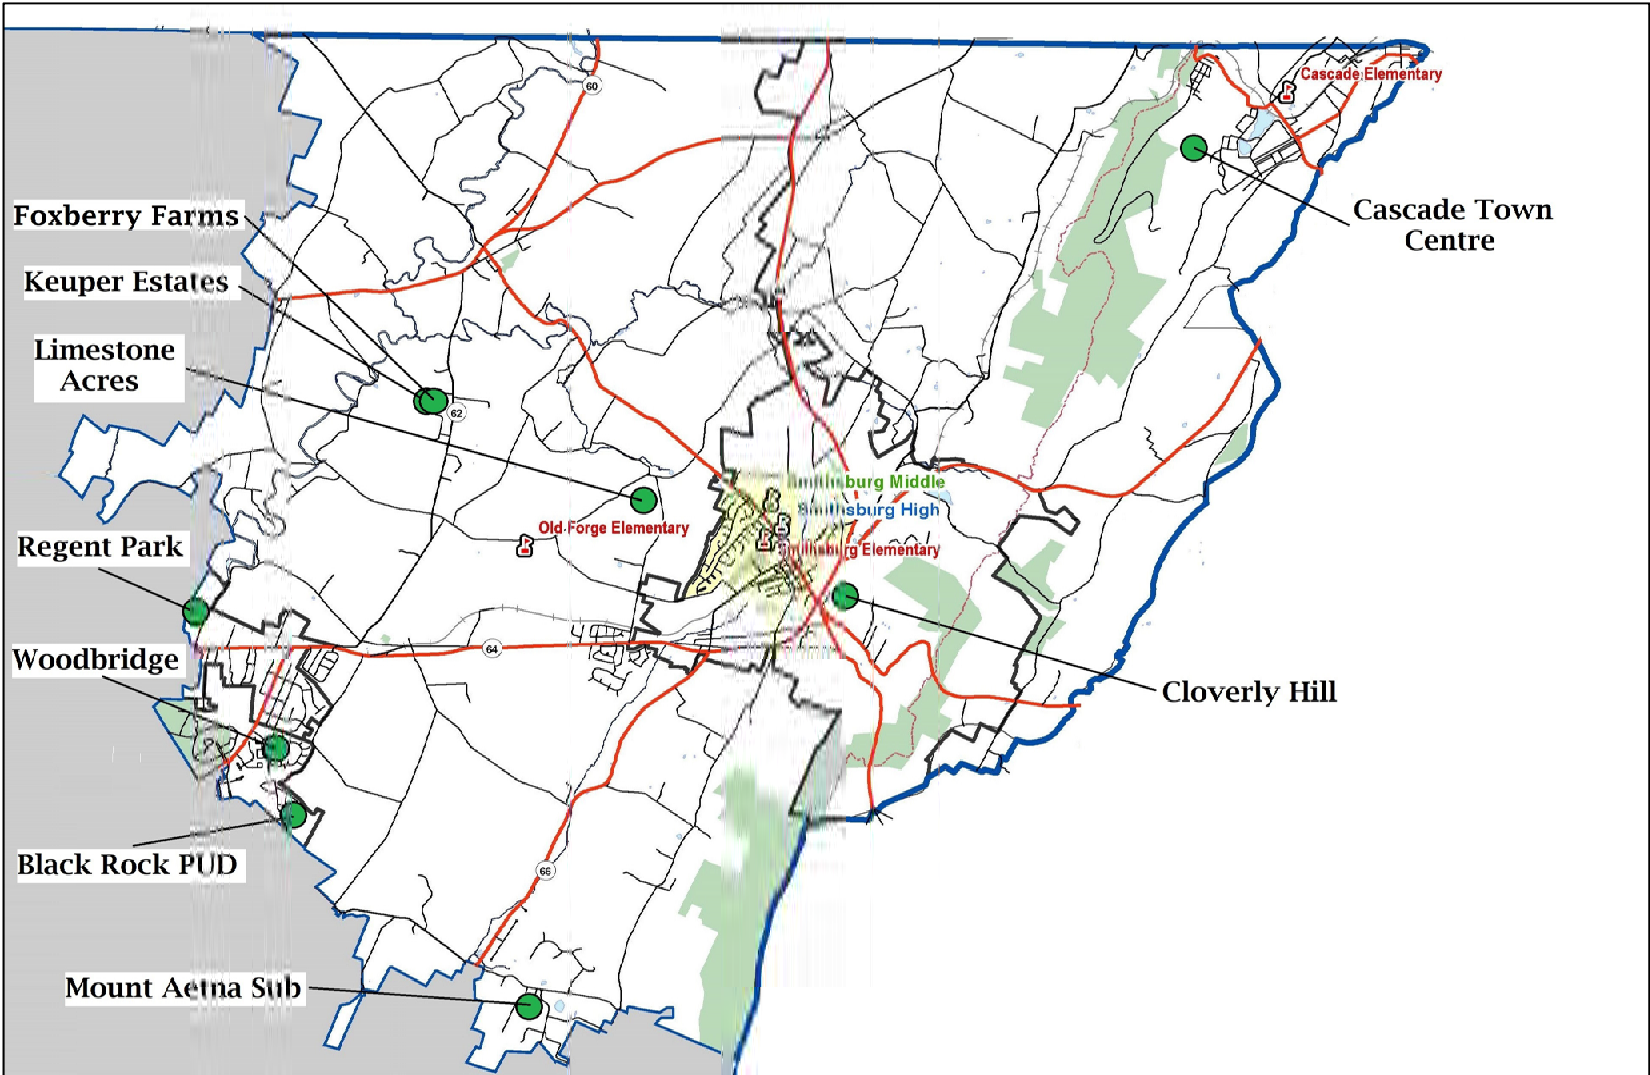 60
Cascade Elementary
Foxberry Farms
Cascade Town
Centre
Keuper Estates
Limestone
Acres
62
Smithsburg Middle
Smithsburg High
Old Forge Elementary
Smithsburg Elementary
Regent Park
64
Woodbridge
Cloverly Hill
Black Rock PUD
66
Mount Aetna Sub